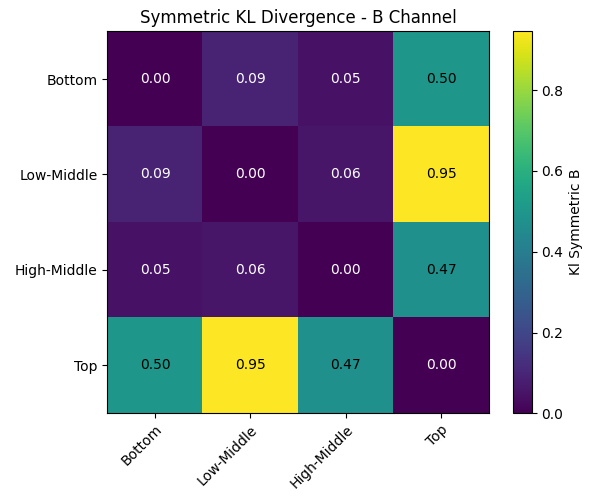 Symmetric KL Divergence - B Channel
Bottom 0.00 0.09 0.05 0.50
Low-Middle 0.09 0.00 0.06 0.95
High-Middle 0.05 0.06 0.00 0.47
Top 0.50 0.95 0.47 0.00
Bottom Low-Middle High-Middle Top
0.8
0.6
0.4
0.2
0.0
Kl Symmetric B